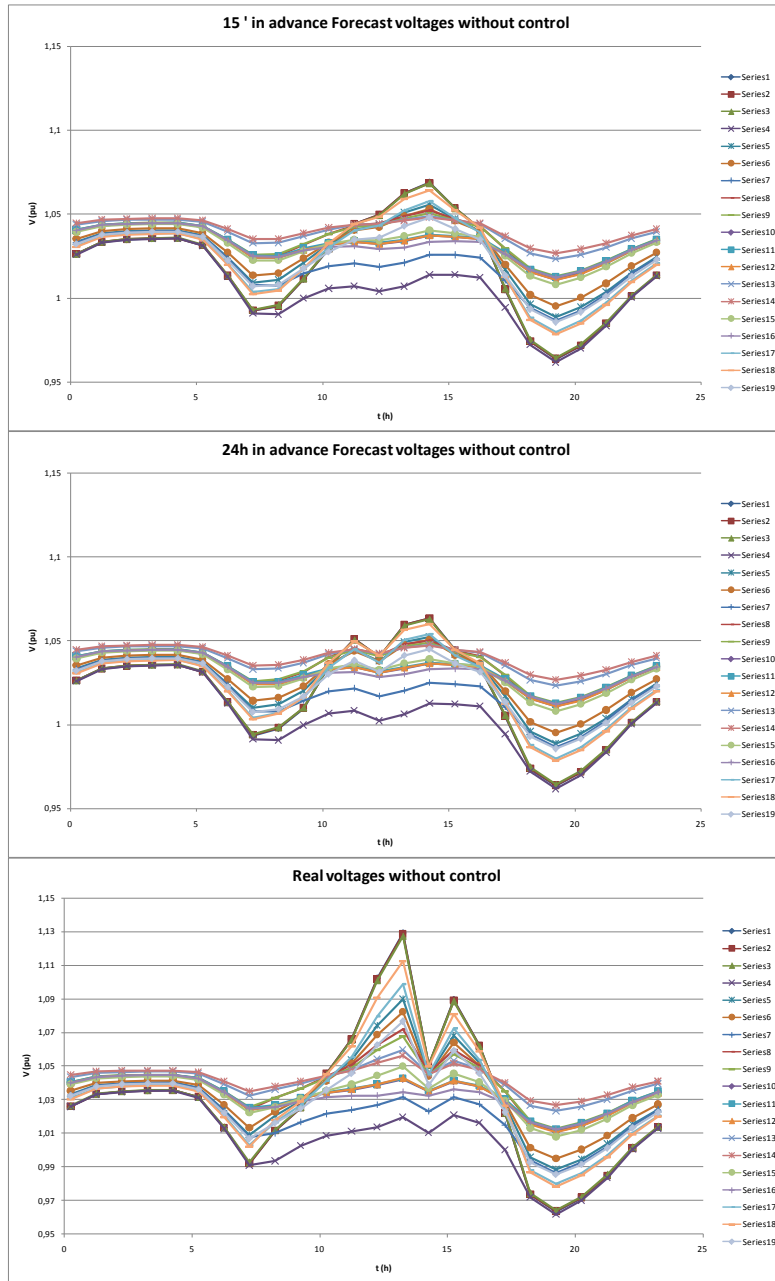 15 ' in advance Forecast voltages without control
1,15
1,1
1,05
1
0,95
V (pu)
0
5
10
15
20
25
t (h)
Series1
Series2
Series3
Series4
Series5
Series6
Series7
Series8
Series9
Series10
Series11
Series12
Series13
Series14
Series15
Series16
Series17
Series18
Series19
24h in advance Forecast voltages without control
1,15
1,1
1,05
1
0,95
V (pu)
0
5
10
15
20
25
t (h)
Series1
Series2
Series3
Series4
Series5
Series6
Series7
Series8
Series9
Series10
Series11
Series12
Series13
Series14
Series15
Series16
Series17
Series18
Series19
Real voltages without control
1,15
1,13
1,11
1,09
1,07
1,05
1,03
1,01
0,99
0,97
0,95
V (pu)
0
5
10
15
20
25
t (h)
Series1
Series2
Series3
Series4
Series5
Series6
Series7
Series8
Series9
Series10
Series11
Series12
Series13
Series14
Series15
Series16
Series17
Series18
Series19